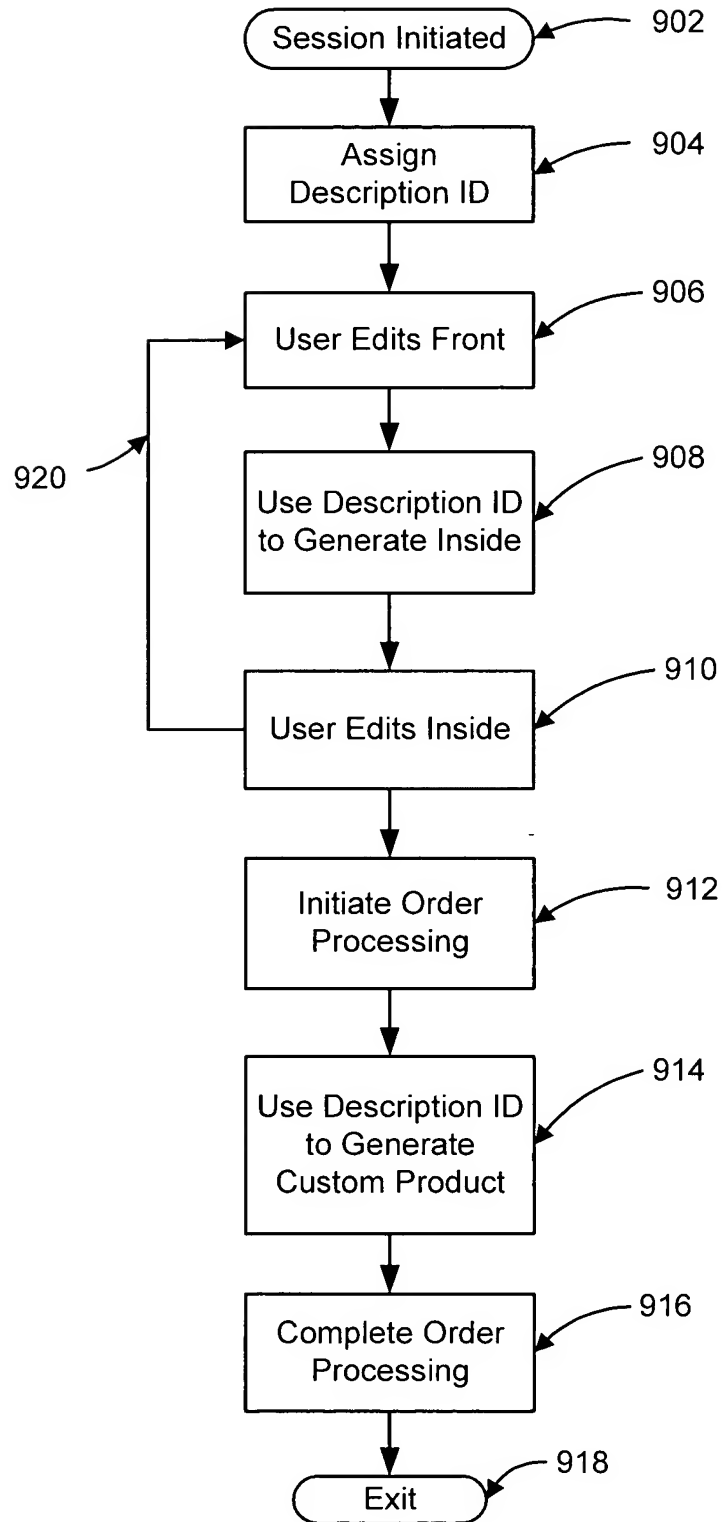 Session Initiated
902
Assign
Description ID
904
User Edits Front
906
920
Use Description ID
to Generate Inside
908
User Edits Inside
910
Initiate Order
Processing
912
Use Description ID
to Generate
Custom Product
914
Complete Order
Processing
916
Exit
918